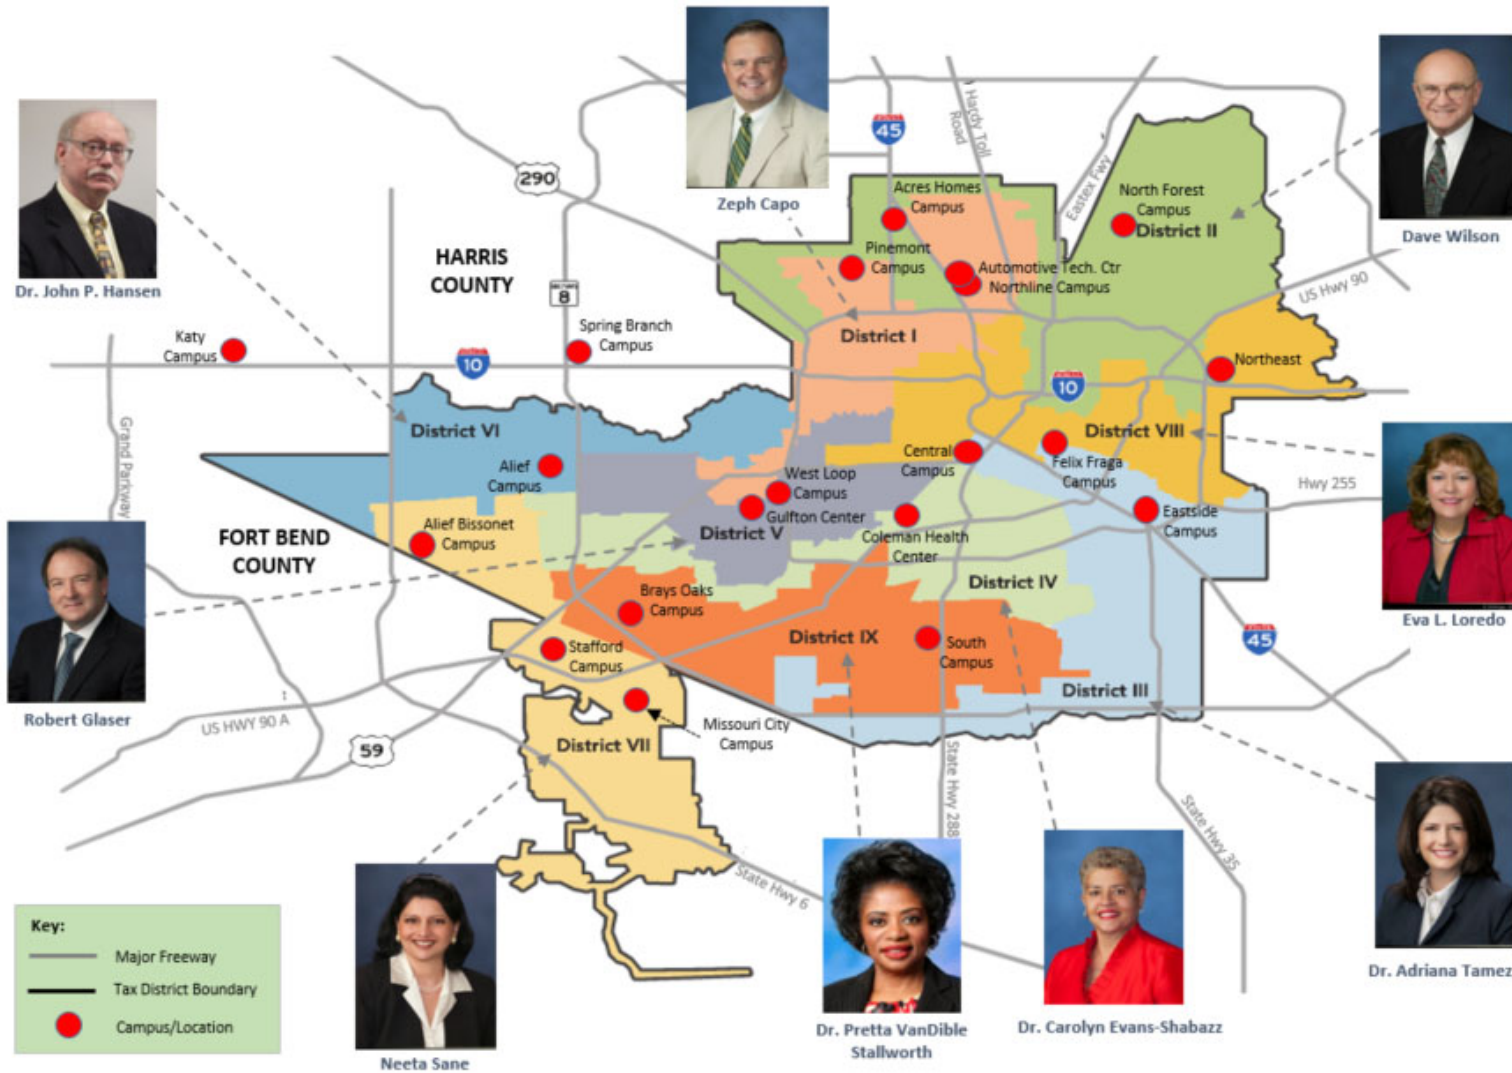 Zeph Capo
Dave Wilson
Dr. John P. Hansen
HARRIS
COUNTY
290
45
Hardy Toll
Road
Eastex Fwy
Acres Homes
Campus
North Forest
Campus
District II
Pinemont
Campus
Automotive Tech. Ctr
Northline Campus
US Hwy 90
8
District I
Katy
Campus
Spring Branch
Campus
10
Northeast
10
Grand Parkway
District VI
District VIII
Alief
Campus
Central
Campus
Felix Fraga
Campus
West Loop
Campus
Gulfton Center
Hwy 255
Eastside
Campus
FORT BEND
COUNTY
Alief Bissonet
Campus
District V
Coleman Health
Center
District IV
Eva L. Loredo
Brays Oaks
Campus
District IX
South
Campus
45
Stafford
Campus
District III
Robert Glaser
US HWY 90 A
59
Missouri City
Campus
District VII
State Hwy 288
State Hwy 35
State Hwy 6
Dr. Adriana Tamez
Key:
Major Freeway
Tax District Boundary
Campus/Location
Neeta Sane
Dr. Pretta VanDible
Stallworth
Dr. Carolyn Evans-Shabazz